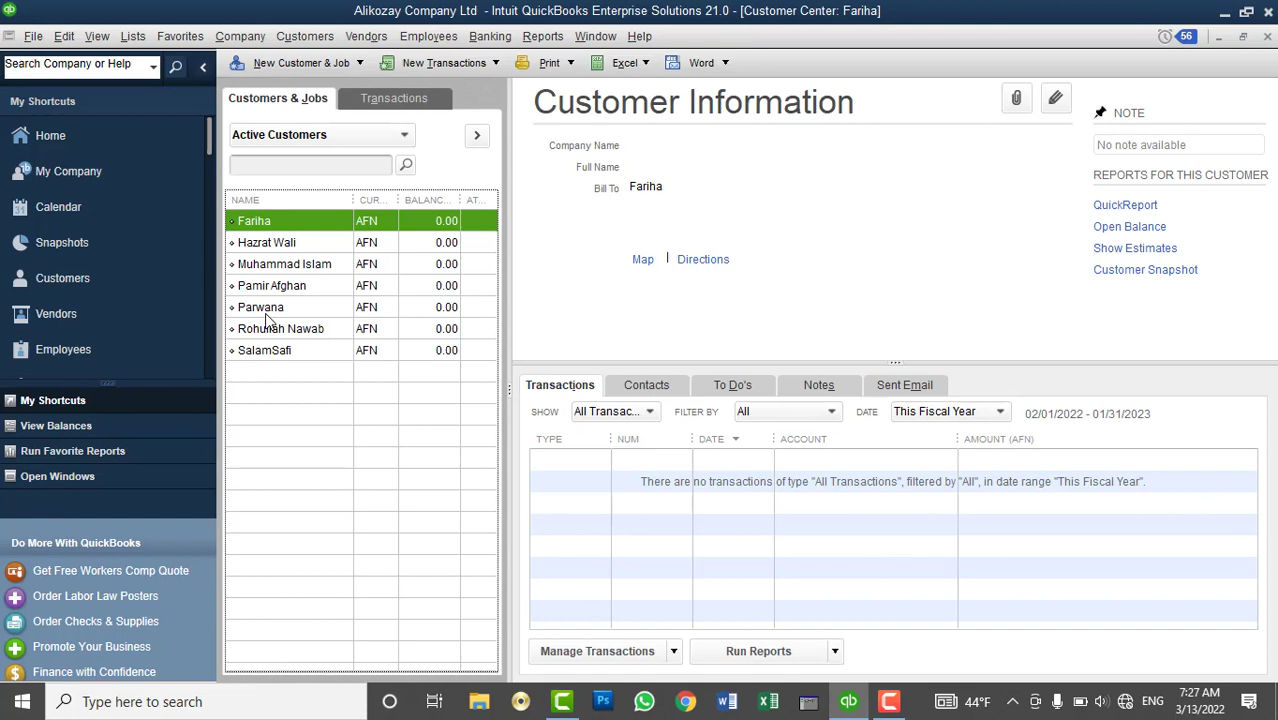 Alikozay Company Ltd - Intuit QuickBooks Enterprise Solutions 21.0 - [Customer Center: Fariha]
File Edit View Lists Favorites Company Customers Vendors Employees Banking Reports Window Help 56
Search Company or Help
New Customer & Job New Transactions Print Excel Word
My Shortcuts
Home
My Company
Calendar
Snapshots
Customers
Vendors
Employees
My Shortcuts
View Balances
Run Favorite Reports
Open Windows
Do More With QuickBooks
Get Free Workers Comp Quote
Order Labor Law Posters
Order Checks & Supplies
Promote Your Business
Finance with Confidence
Customers & Jobs Transactions
Active Customers
NAME CUR... BALANC... AT...
Fariha AFN 0.00
Hazrat Wali AFN 0.00
Muhammad Islam AFN 0.00
Pamir Afghan AFN 0.00
Parwana AFN 0.00
Rohullah Nawab AFN 0.00
SalamSafi AFN 0.00
Customer Information
Company Name
Full Name
Bill To Fariha
Map | Directions
NOTE
No note available
REPORTS FOR THIS CUSTOMER
QuickReport
Open Balance
Show Estimates
Customer Snapshot
Transactions Contacts To Do's Notes Sent Email
SHOW All Transac... FILTER BY All DATE This Fiscal Year 02/01/2022 - 01/31/2023
TYPE NUM DATE ACCOUNT AMOUNT (AFN)
There are no transactions of type "All Transactions", filtered by "All", in date range "This Fiscal Year".
Manage Transactions Run Reports
Type here to search
44°F ENG 7:27 AM
3/13/2022